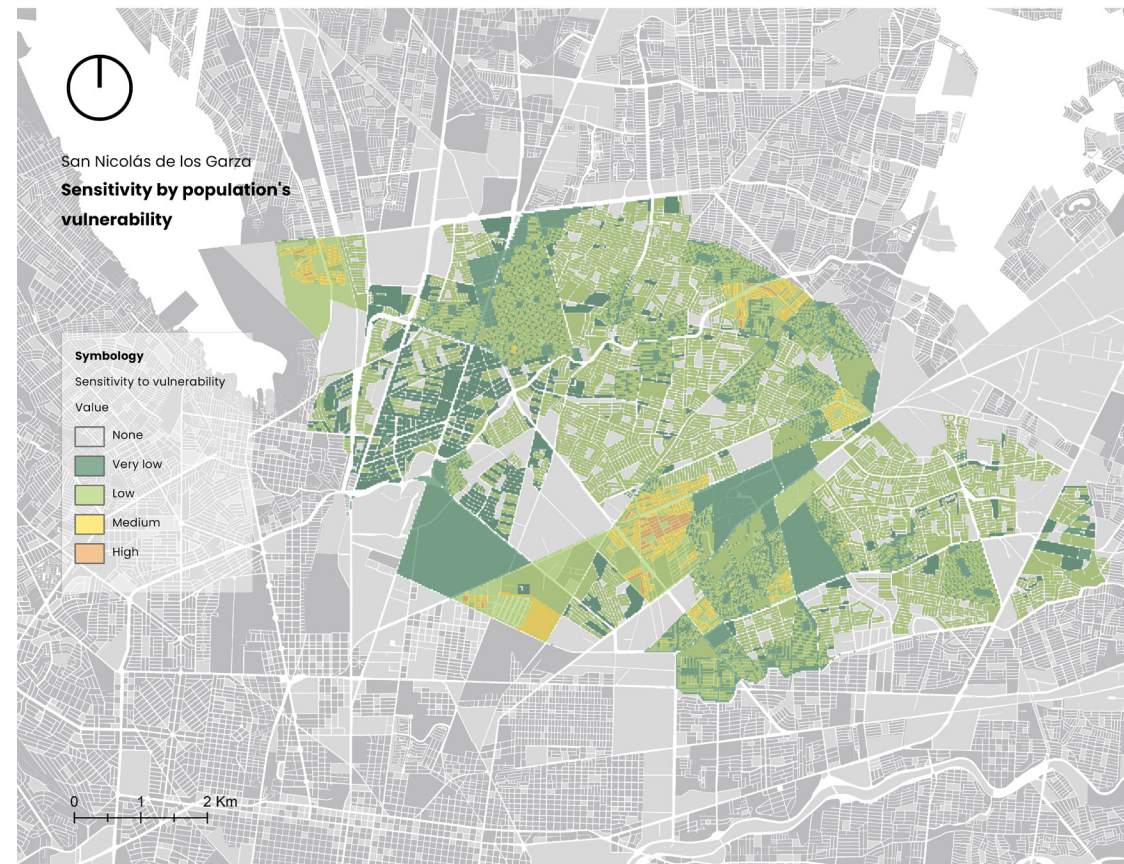 San Nicolás de los Garza
Sensitivity by population's
vulnerability
Symbology
Sensitivity to vulnerability
Value
None
Very low
Low
Medium
High
0 1 2 Km